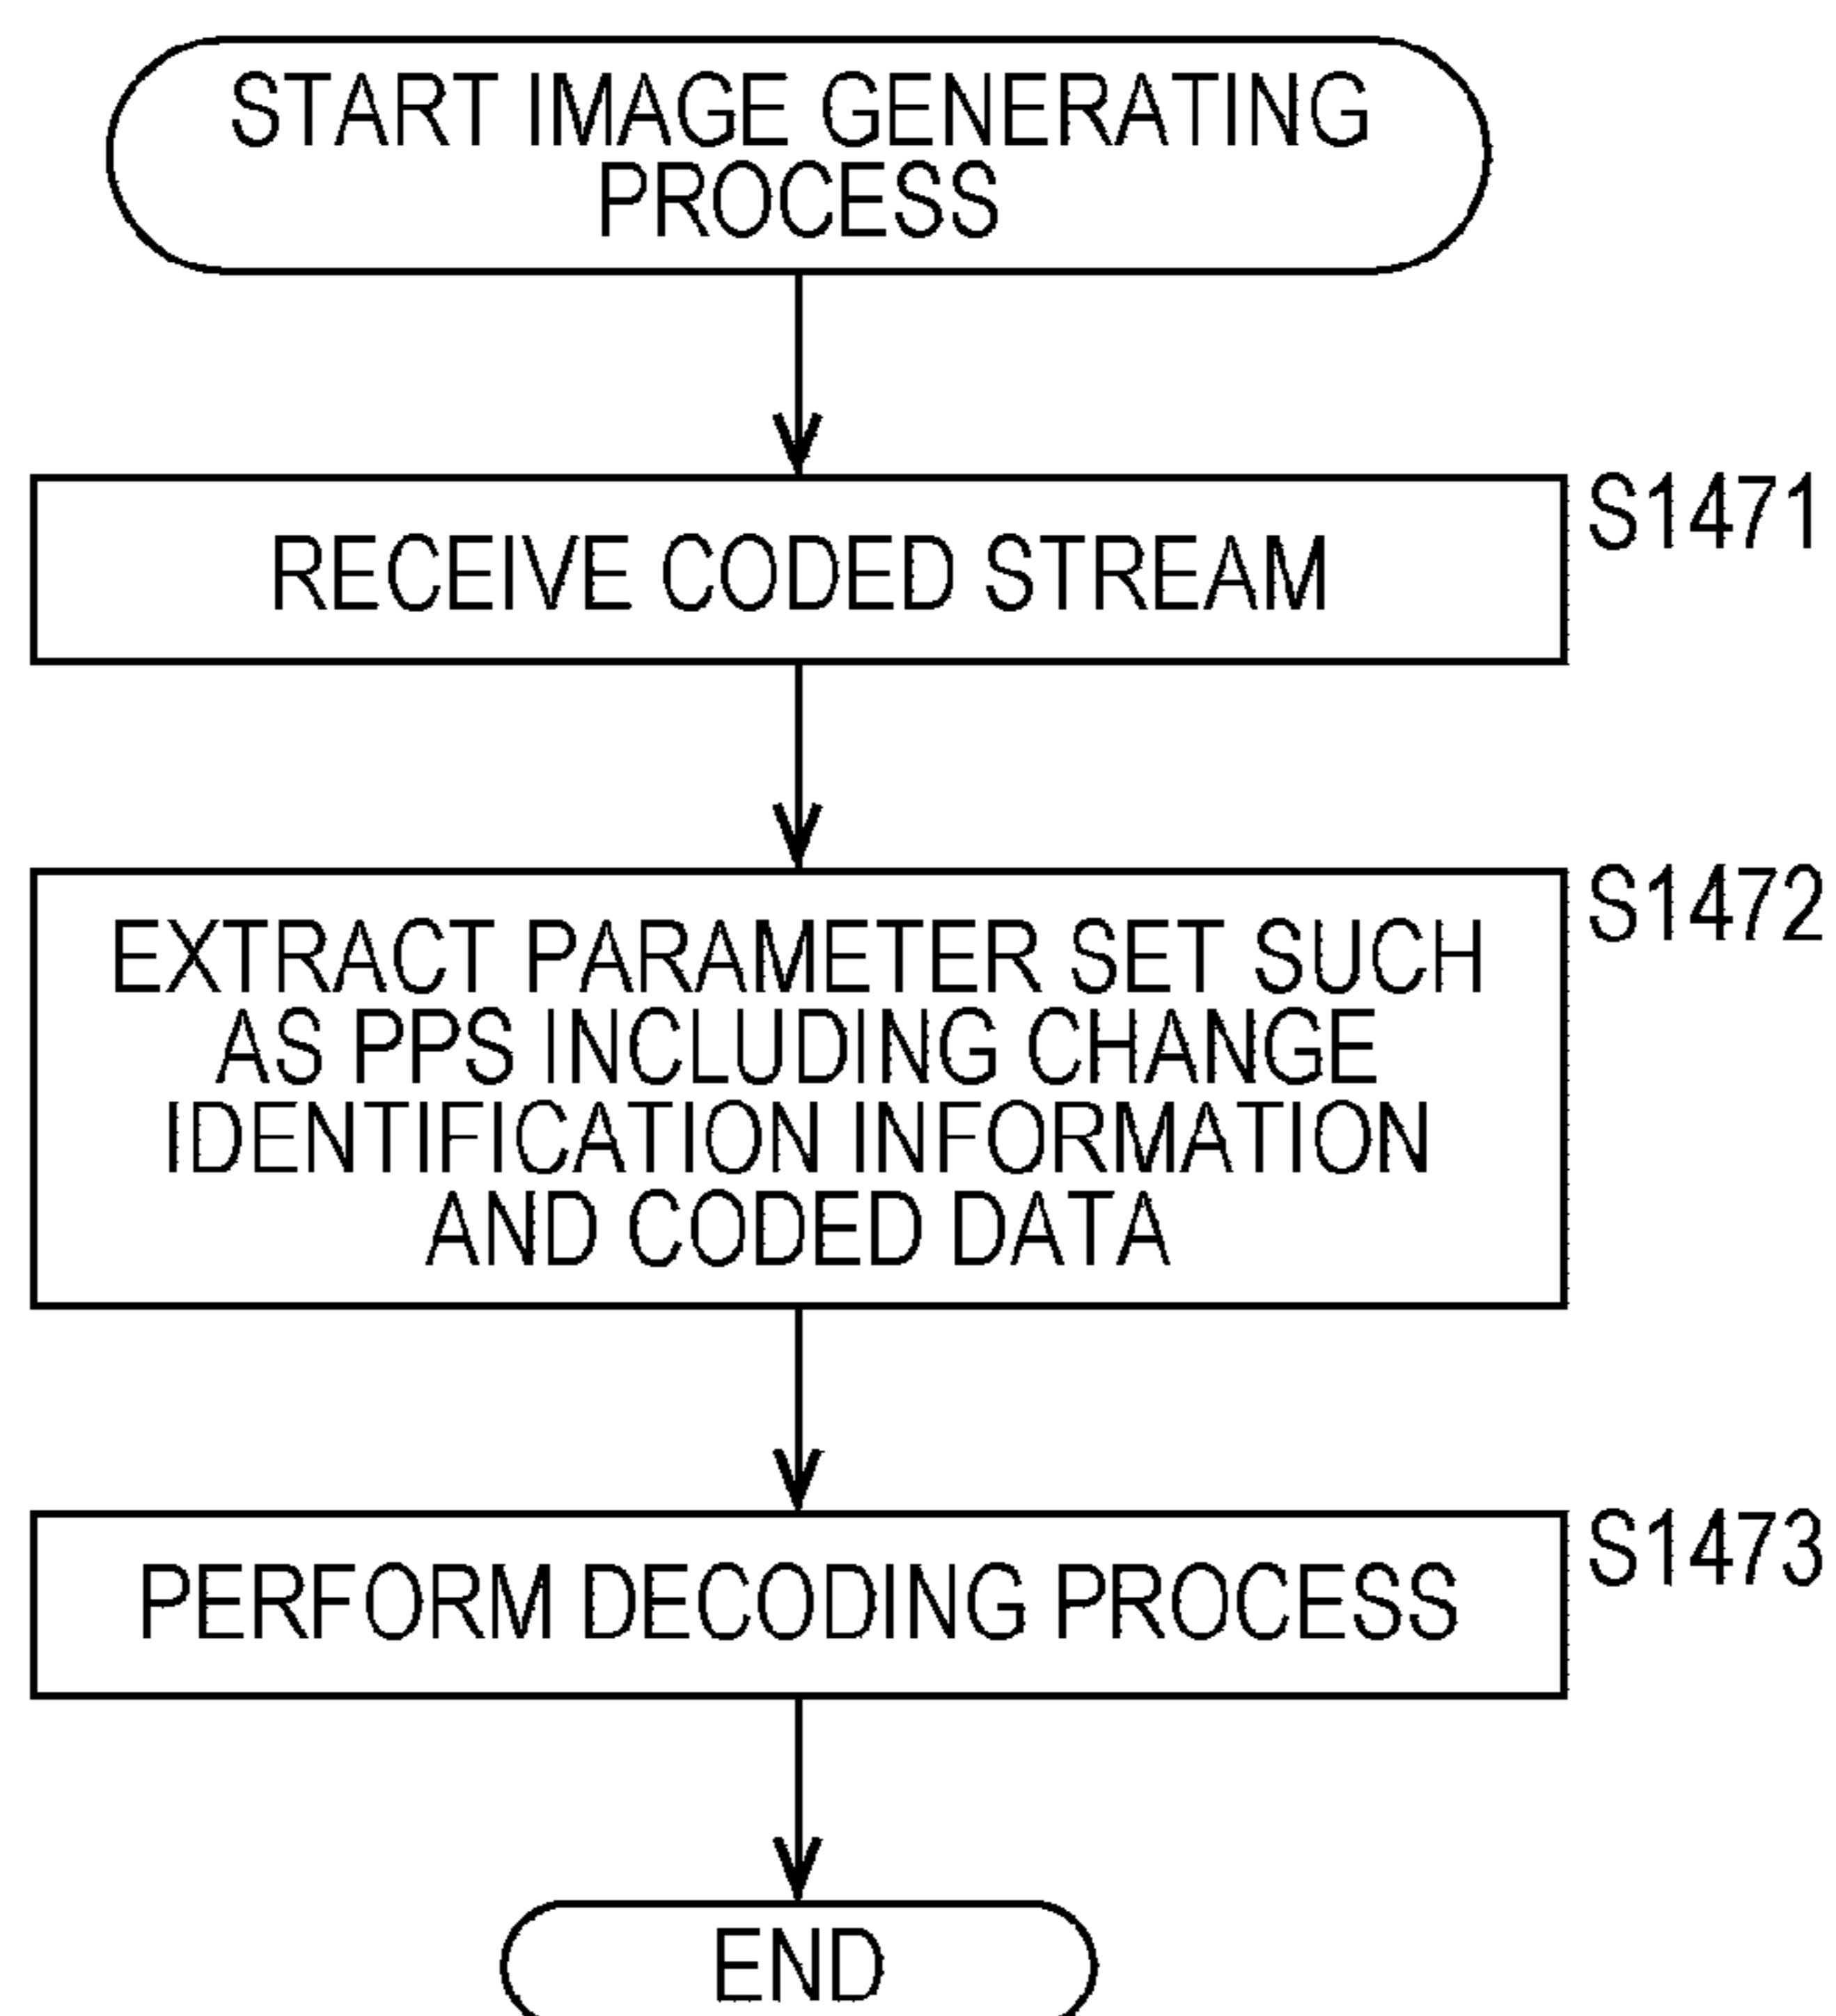 START IMAGE GENERATING
PROCESS
S1471
RECEIVE CODED STREAM
S1472
EXTRACT PARAMETER SET SUCH
AS PPS INCLUDING CHANGE
IDENTIFICATION INFORMATION
AND CODED DATA
S1473
PERFORM DECODING PROCESS
END